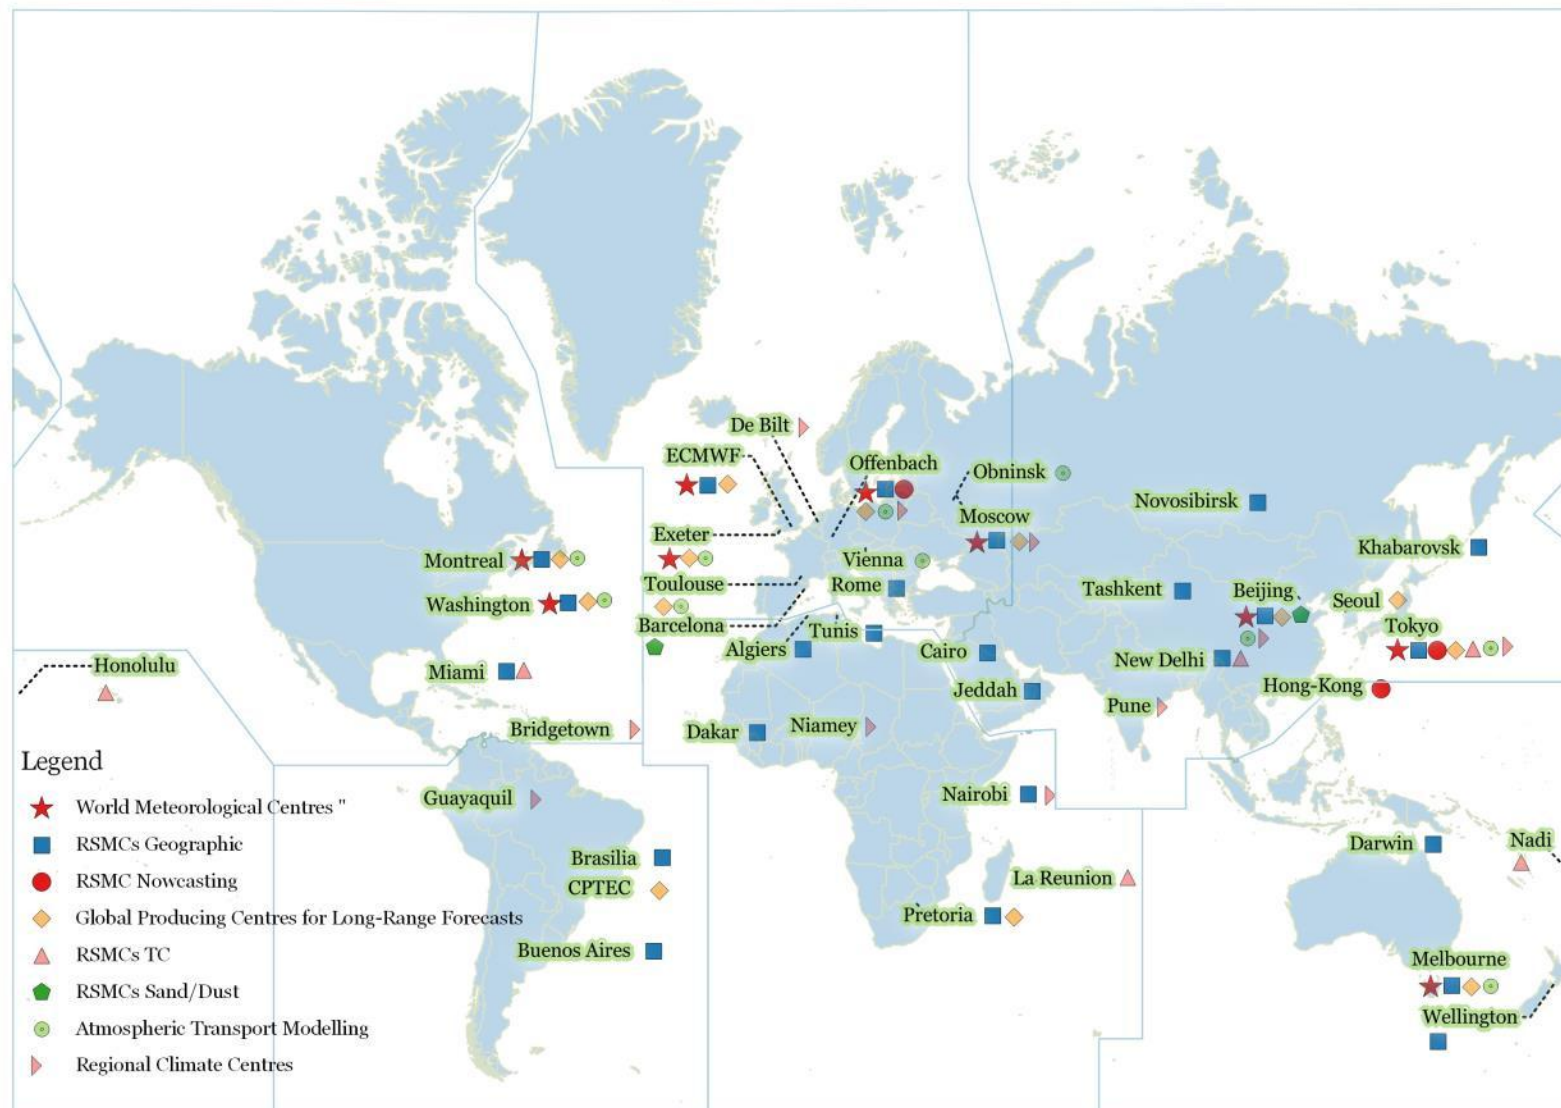 De Bilt
ECMWF
Offenbach
Obninsk
Novosibirsk
Moscow
Exeter
Khabarovsk
Montreal
Vienna
Toulouse
Rome
Tashkent
Beijing
Seoul
Washington
Barcelona
Tunis
Tokyo
Algiers
Cairo
New Delhi
Honolulu
Miami
Jeddah
Hong-Kong
Pune
Bridgetown
Dakar
Niamey
Guayaquil
Nairobi
Brasilia
CPTEC
Darwin
Nadi
La Reunion
Pretoria
Buenos Aires
Melbourne
Wellington
Legend
World Meteorological Centres "
RSMCs Geographic
RSMC Nowcasting
Global Producing Centres for Long-Range Forecasts
RSMCs TC
RSMCs Sand/Dust
Atmospheric Transport Modelling
Regional Climate Centres